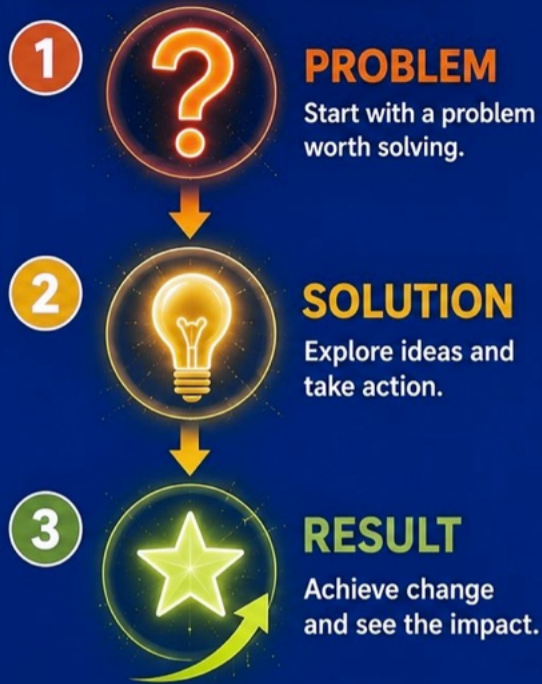 1
PROBLEM
Start with a problem
worth solving.
2
SOLUTION
Explore ideas and
take action.
3
RESULT
Achieve change
and see the impact.